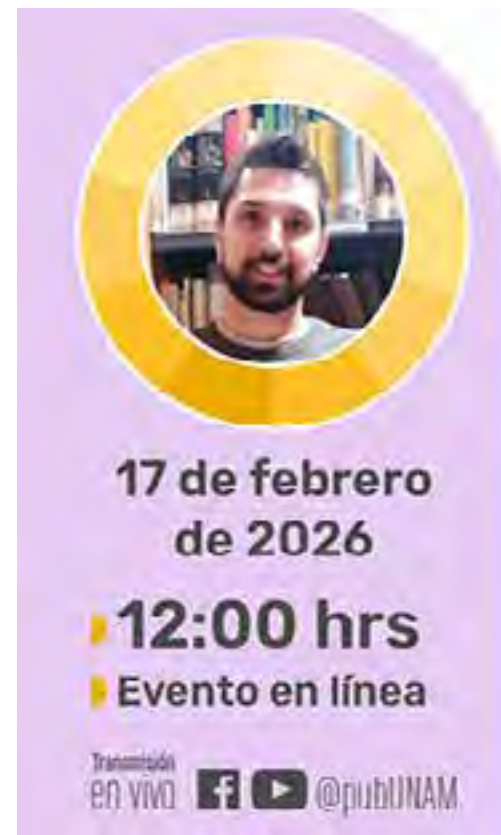 17 de febrero
de 2026
12:00 hrs
Evento en línea
Transmisión
en vivo @pubUNAM